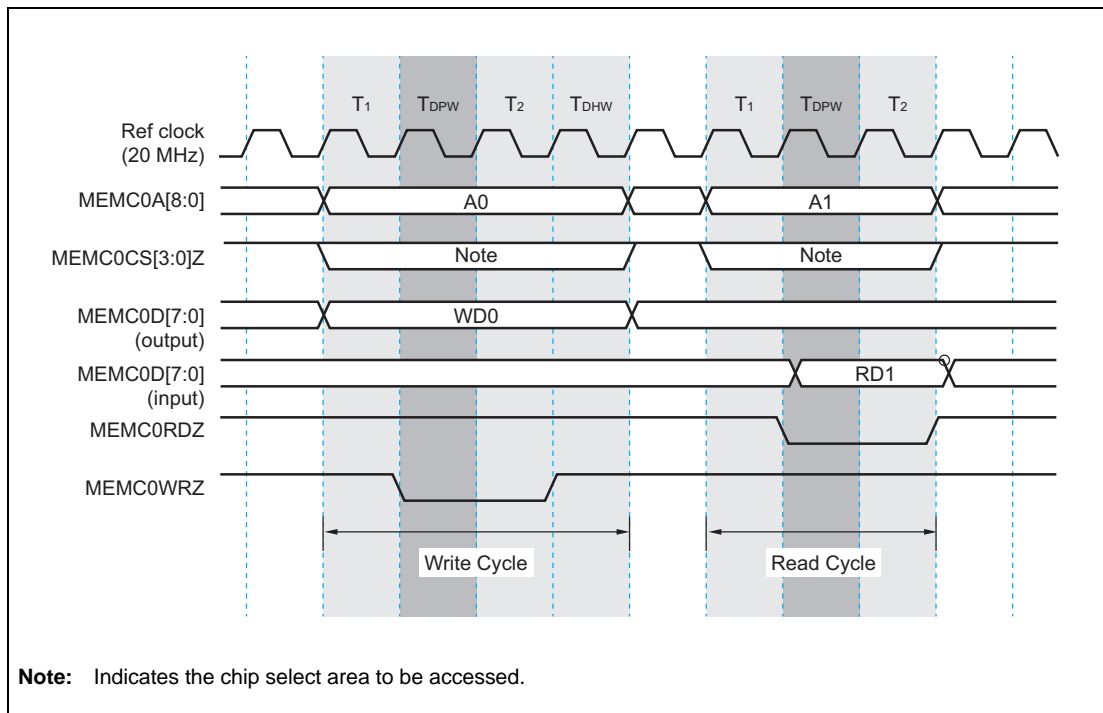 T1 TDPW T2 TDHW T1 TDPW T2
Ref clock
(20 MHz)
MEMC0A[8:0] A0 A1
MEMC0CS[3:0]Z Note Note
MEMC0D[7:0]
(output) WD0
MEMC0D[7:0]
(input) RD1
MEMC0RDZ
MEMC0WRZ
Write Cycle Read Cycle
Note: Indicates the chip select area to be accessed.